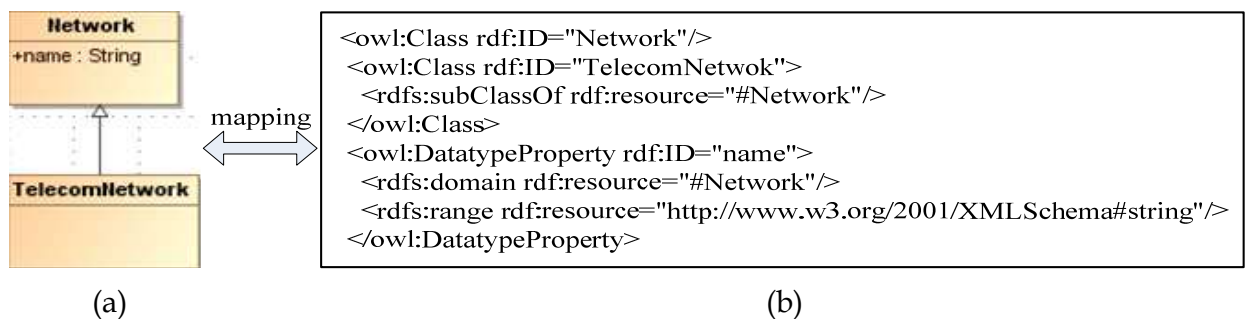 Network
+name : String
TelecomNetwork
mapping
<owl:Class rdf:ID="Network"/>
<owl:Class rdf:ID="TelecomNetwok">
<rdfs:subClassOf rdf:resource="#Network"/>
</owl:Class>
<owl:DatatypeProperty rdf:ID="name">
<rdfs:domain rdf:resource="#Network"/>
<rdfs:range rdf:resource="http://www.w3.org/2001/XMLSchema#string"/>
</owl:DatatypeProperty>
(a)
(b)